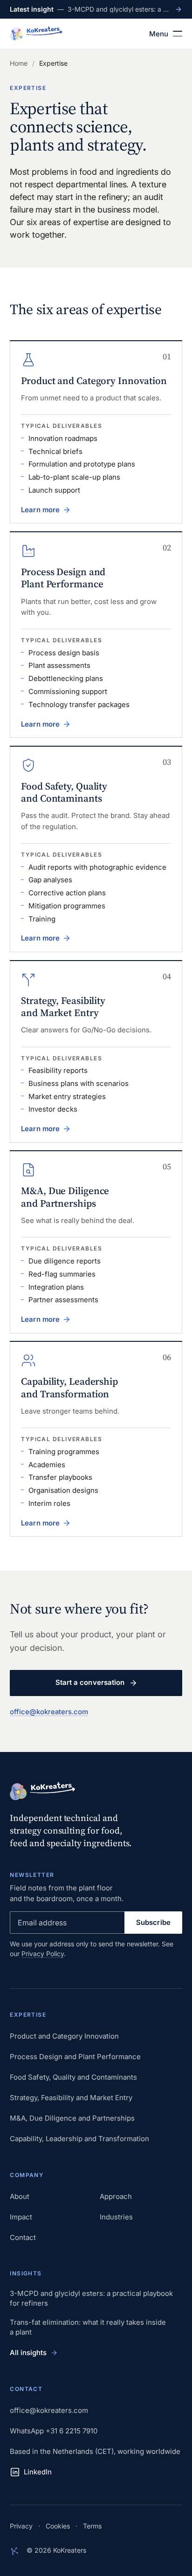 Latest insight — 3-MCPD and glycidyl esters: a ... →
KoKreaters.
Menu
Home / Expertise
EXPERTISE
Expertise that
connects science,
plants and strategy.
Most problems in food and ingredients do
not respect departmental lines. A texture
defect may start in the refinery; an audit
failure may start in the business model.
Our six areas of expertise are designed to
work together.
The six areas of expertise
01
Product and Category Innovation
From unmet need to a product that scales.
TYPICAL DELIVERABLES
– Innovation roadmaps
– Technical briefs
– Formulation and prototype plans
– Lab-to-plant scale-up plans
– Launch support
Learn more →
02
Process Design and
Plant Performance
Plants that run better, cost less and grow
with you.
TYPICAL DELIVERABLES
– Process design basis
– Plant assessments
– Debottlenecking plans
– Commissioning support
– Technology transfer packages
Learn more →
03
Food Safety, Quality
and Contaminants
Pass the audit. Protect the brand. Stay ahead
of the regulation.
TYPICAL DELIVERABLES
– Audit reports with photographic evidence
– Gap analyses
– Corrective action plans
– Mitigation programmes
– Training
Learn more →
04
Strategy, Feasibility
and Market Entry
Clear answers for Go/No-Go decisions.
TYPICAL DELIVERABLES
– Feasibility reports
– Business plans with scenarios
– Market entry strategies
– Investor decks
Learn more →
05
M&A, Due Diligence
and Partnerships
See what is really behind the deal.
TYPICAL DELIVERABLES
– Due diligence reports
– Red-flag summaries
– Integration plans
– Partner assessments
Learn more →
06
Capability, Leadership
and Transformation
Leave stronger teams behind.
TYPICAL DELIVERABLES
– Training programmes
– Academies
– Transfer playbooks
– Organisation designs
– Interim roles
Learn more →
Not sure where you fit?
Tell us about your product, your plant or
your decision.
Start a conversation →
office@kokreaters.com
KoKreaters.
Independent technical and
strategy consulting for food,
feed and specialty ingredients.
NEWSLETTER
Field notes from the plant floor
and the boardroom, once a month.
Email address
Subscribe
We use your address only to send the newsletter. See
our Privacy Policy.
EXPERTISE
Product and Category Innovation
Process Design and Plant Performance
Food Safety, Quality and Contaminants
Strategy, Feasibility and Market Entry
M&A, Due Diligence and Partnerships
Capability, Leadership and Transformation
COMPANY
About Approach
Impact Industries
Contact
INSIGHTS
3-MCPD and glycidyl esters: a practical playbook
for refiners
Trans-fat elimination: what it really takes inside
a plant
All insights →
CONTACT
office@kokreaters.com
WhatsApp +31 6 2215 7910
Based in the Netherlands (CET), working worldwide
LinkedIn
Privacy · Cookies · Terms
© 2026 KoKreaters